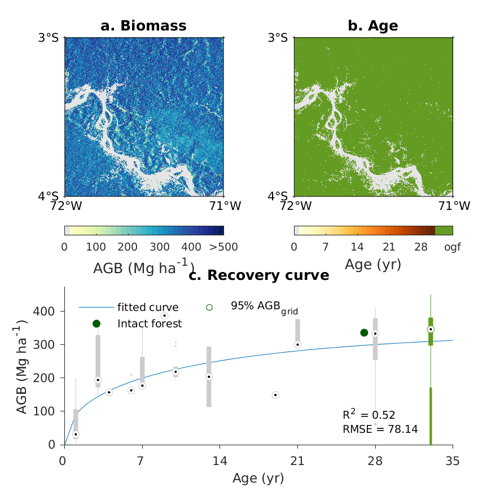 a. Biomass
b. Age
3°S
3°S
4°S
4°S
72°W
71°W
72°W
71°W
0 100 200 300 400 >500
AGB (Mg ha⁻¹)
0 7 14 21 28 ogf
Age (yr)
c. Recovery curve
fitted curve
95% AGB_grid
Intact forest
AGB (Mg ha⁻¹)
400
300
200
100
0
R² = 0.52
RMSE = 78.14
0 7 14 21 28 35
Age (yr)